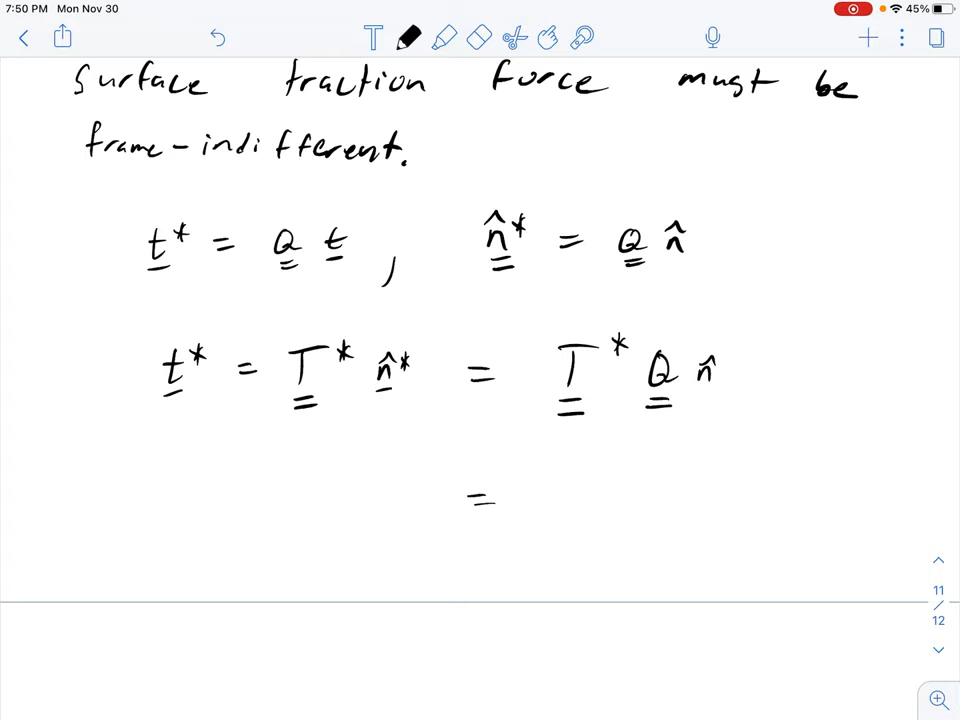 7:50 PM Mon Nov 30
45%
T
surface traction force must be
frame-indifferent.
t* = Q t, n̂* = Q n̂
t* = T* n̂* = T* Q n̂
=
11
/
12